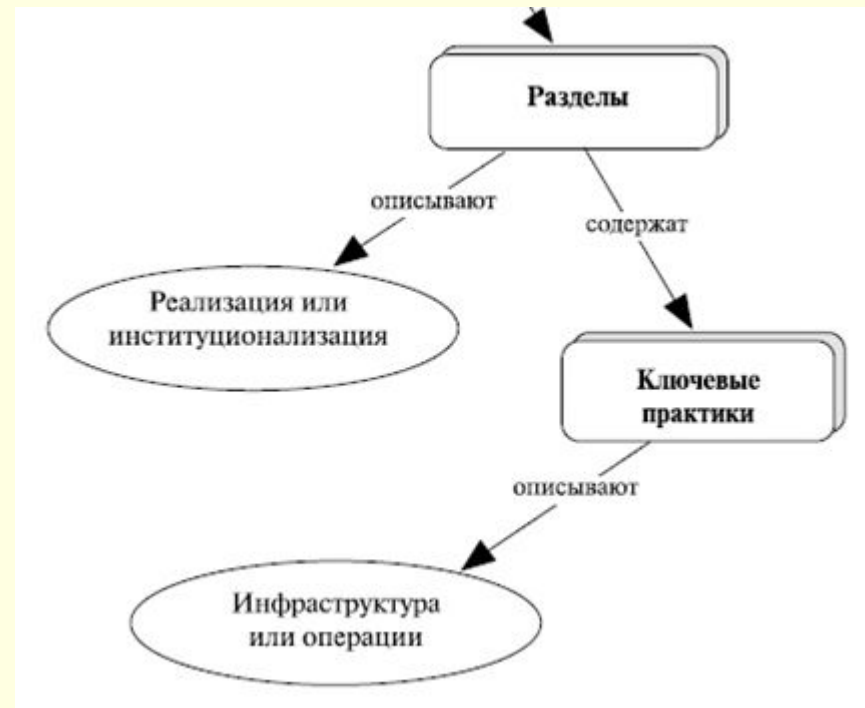 Разделы
описывают
содержат
Реализация или
институционализация
Ключевые
практики
описывают
Инфраструктура
или операции